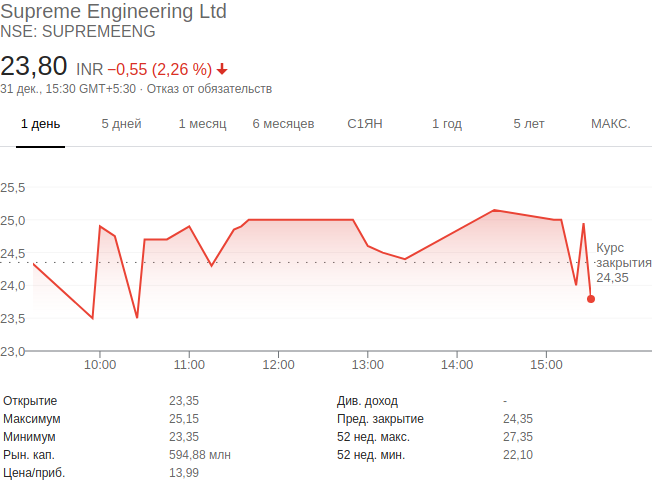 Supreme Engineering Ltd
NSE: SUPREMEENG
23,80 INR −0,55 (2,26 %)
31 дек., 15:30 GMT+5:30 · Отказ от обязательств
1 день 5 дней 1 месяц 6 месяцев С1ЯН 1 год 5 лет МАКС.
25,5
25,0
24,5
24,0
23,5
23,0
Курс
закрытия
24,35
10:00 11:00 12:00 13:00 14:00 15:00
Открытие 23,35
Максимум 25,15
Минимум 23,35
Рын. кап. 594,88 млн
Цена/приб. 13,99
Див. доход -
Пред. закрытие 24,35
52 нед. макс. 27,35
52 нед. мин. 22,10